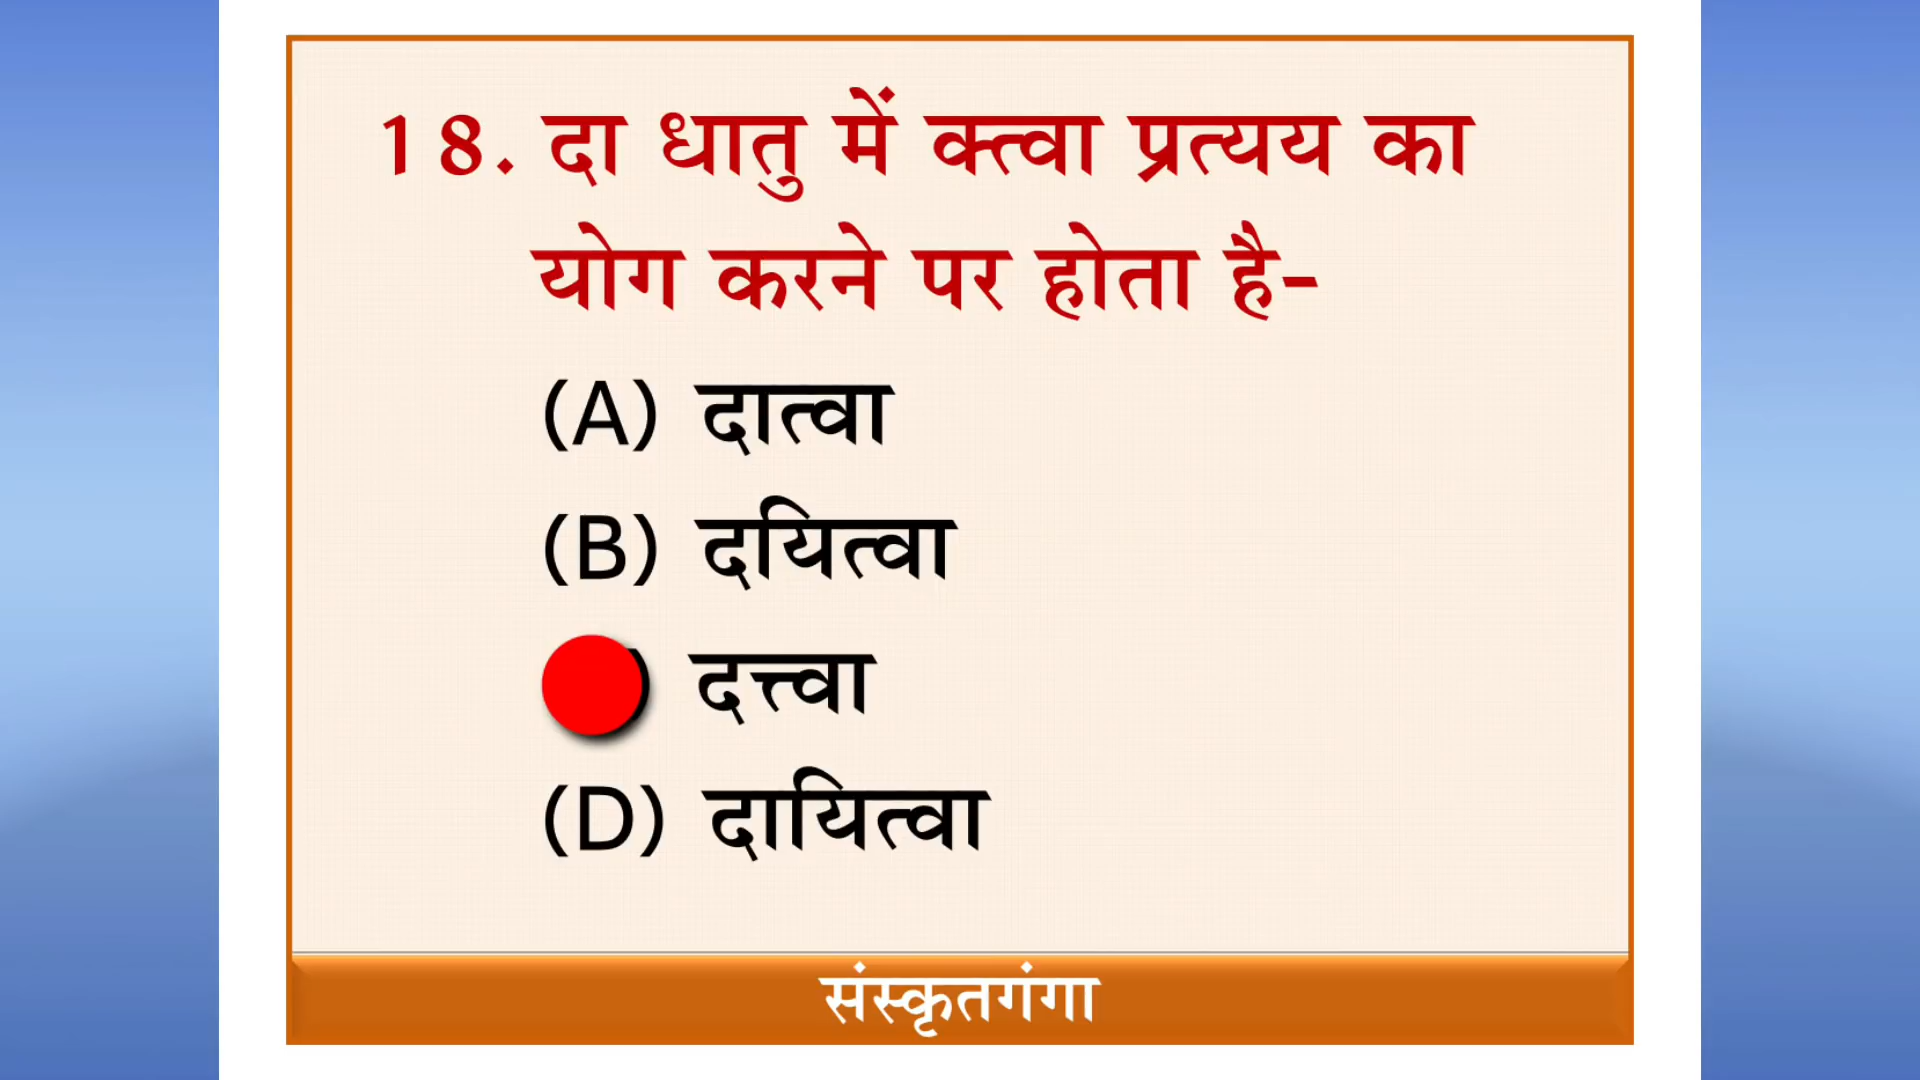 18. दा धातु में क्त्वा प्रत्यय का
योग करने पर होता है-
(A) दात्वा
(B) दयित्वा
) दत्त्वा
(D) दायित्वा
संस्कृतगंगा